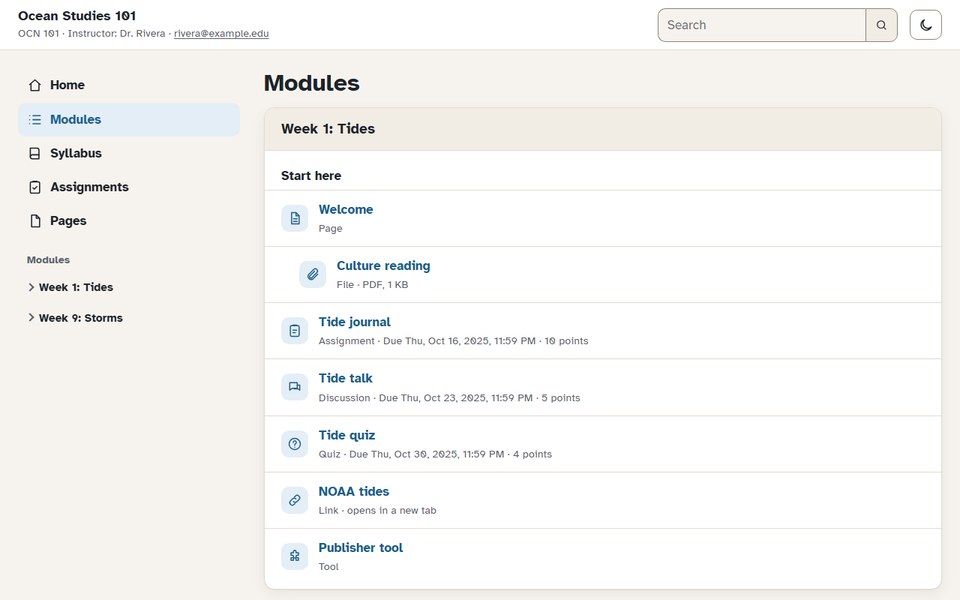 Ocean Studies 101
OCN 101 · Instructor: Dr. Rivera · rivera@example.edu
Search
Home
Modules
Syllabus
Assignments
Pages
Modules
Week 1: Tides
Week 9: Storms
Modules
Week 1: Tides
Start here
Welcome
Page
Culture reading
File · PDF, 1 KB
Tide journal
Assignment · Due Thu, Oct 16, 2025, 11:59 PM · 10 points
Tide talk
Discussion · Due Thu, Oct 23, 2025, 11:59 PM · 5 points
Tide quiz
Quiz · Due Thu, Oct 30, 2025, 11:59 PM · 4 points
NOAA tides
Link · opens in a new tab
Publisher tool
Tool